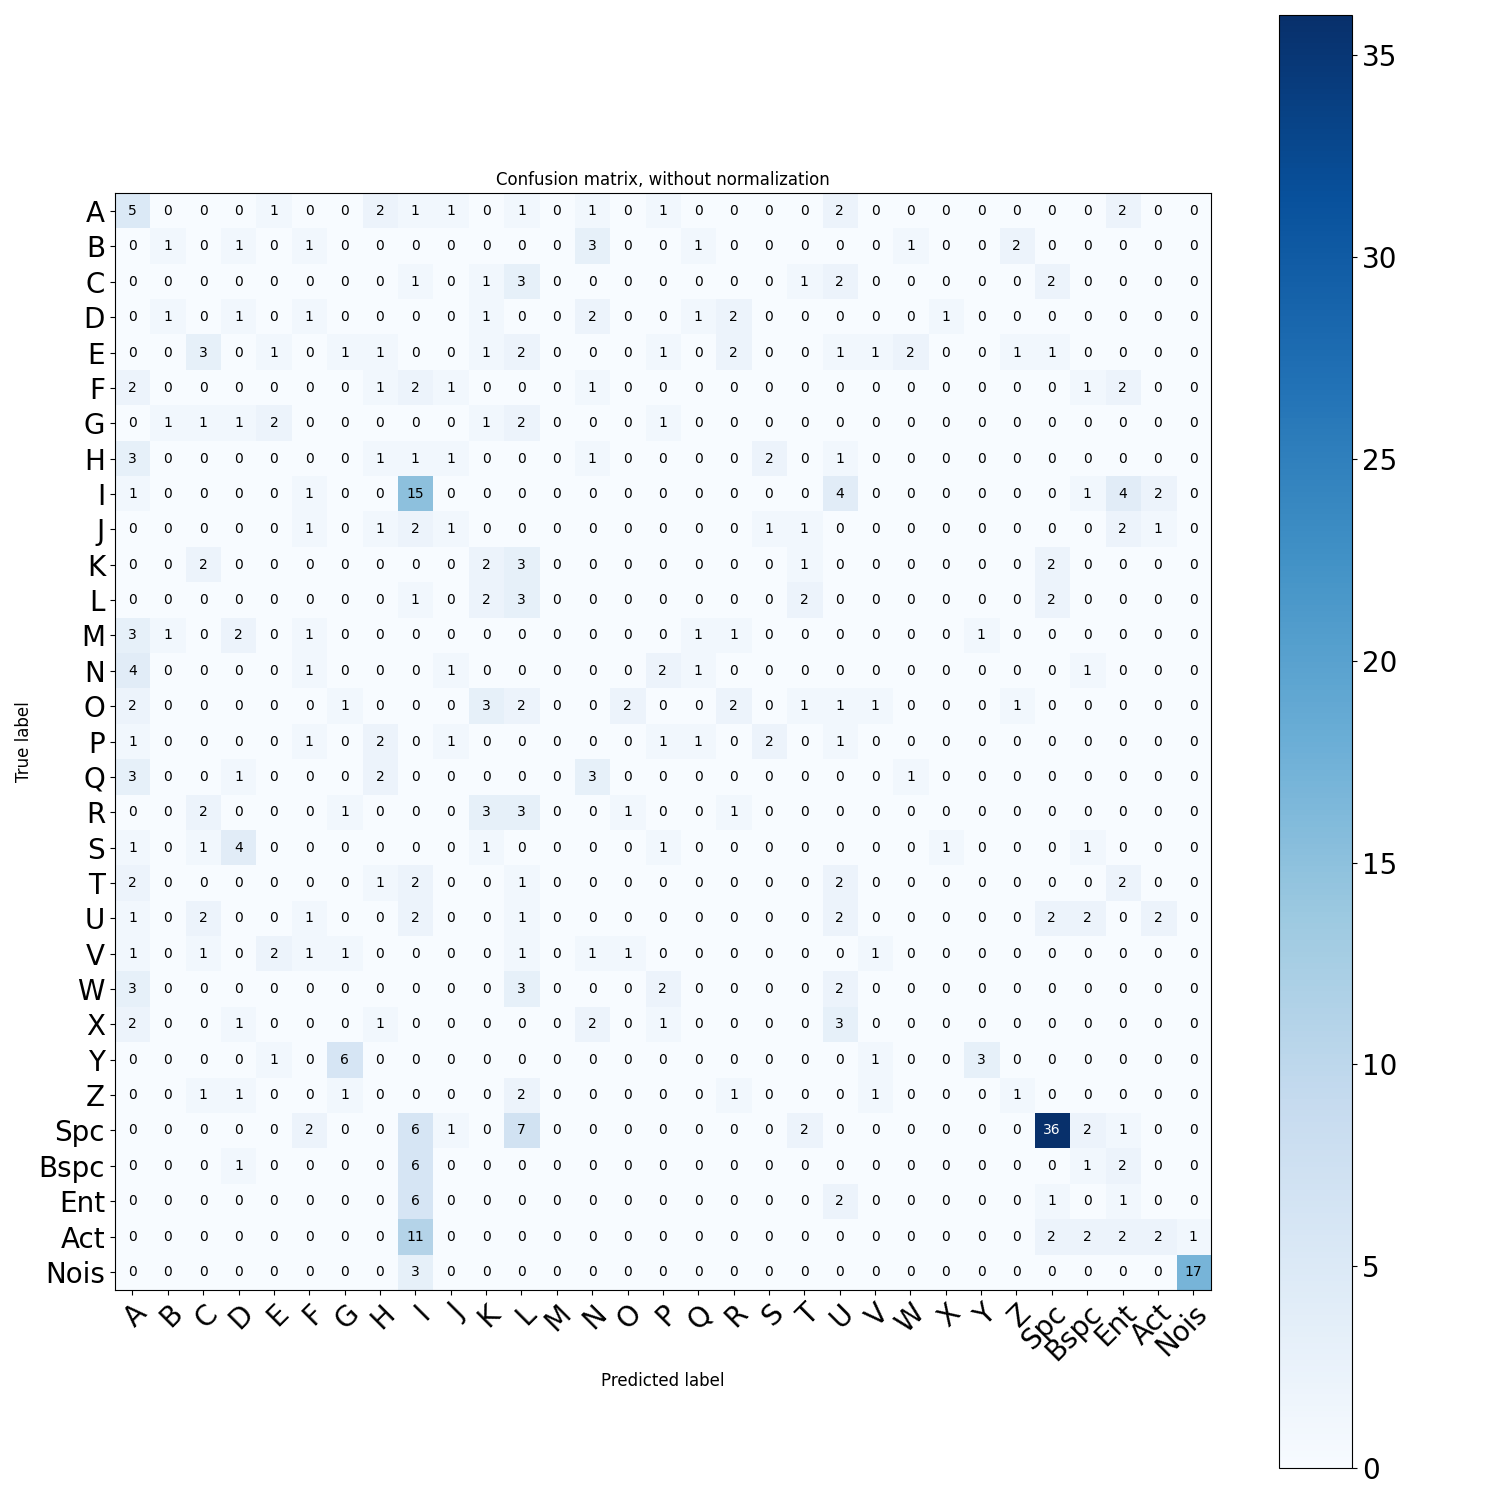 Confusion matrix, without normalization
A 5 0 0 0 1 0 0 2 1 1 0 1 0 1 0 1 0 0 0 0 2 0 0 0 0 0 0 0 2 0 0
B 0 1 0 1 0 1 0 0 0 0 0 0 0 3 0 0 1 0 0 0 0 0 1 0 0 2 0 0 0 0 0
C 0 0 0 0 0 0 0 0 1 0 1 3 0 0 0 0 0 0 0 1 2 0 0 0 0 0 2 0 0 0 0
D 0 1 0 1 0 1 0 0 0 0 1 0 0 2 0 0 1 2 0 0 0 0 0 1 0 0 0 0 0 0 0
E 0 0 3 0 1 0 1 1 0 0 1 2 0 0 0 1 0 2 0 0 1 1 2 0 0 1 1 0 0 0 0
F 2 0 0 0 0 0 0 1 2 1 0 0 0 1 0 0 0 0 0 0 0 0 0 0 0 0 0 1 2 0 0
G 0 1 1 1 2 0 0 0 0 0 1 2 0 0 0 1 0 0 0 0 0 0 0 0 0 0 0 0 0 0 0
H 3 0 0 0 0 0 0 1 1 1 0 0 0 1 0 0 0 0 2 0 1 0 0 0 0 0 0 0 0 0 0
I 1 0 0 0 0 1 0 0 15 0 0 0 0 0 0 0 0 0 0 0 4 0 0 0 0 0 0 1 4 2 0
J 0 0 0 0 0 1 0 1 2 1 0 0 0 0 0 0 0 0 1 1 0 0 0 0 0 0 0 0 2 1 0
K 0 0 2 0 0 0 0 0 0 0 2 3 0 0 0 0 0 0 0 1 0 0 0 0 0 0 2 0 0 0 0
L 0 0 0 0 0 0 0 0 1 0 2 3 0 0 0 0 0 0 0 2 0 0 0 0 0 0 2 0 0 0 0
M 3 1 0 2 0 1 0 0 0 0 0 0 0 0 0 0 1 1 0 0 0 0 0 0 1 0 0 0 0 0 0
N 4 0 0 0 0 1 0 0 0 1 0 0 0 0 0 2 1 0 0 0 0 0 0 0 0 0 0 1 0 0 0
O 2 0 0 0 0 0 1 0 0 0 3 2 0 0 2 0 0 2 0 1 1 1 0 0 0 1 0 0 0 0 0
P 1 0 0 0 0 1 0 2 0 1 0 0 0 0 0 1 1 0 2 0 1 0 0 0 0 0 0 0 0 0 0
Q 3 0 0 1 0 0 0 2 0 0 0 0 0 3 0 0 0 0 0 0 0 0 1 0 0 0 0 0 0 0 0
R 0 0 2 0 0 0 1 0 0 0 3 3 0 0 1 0 0 1 0 0 0 0 0 0 0 0 0 0 0 0 0
S 1 0 1 4 0 0 0 0 0 0 1 0 0 0 0 1 0 0 0 0 0 0 0 1 0 0 0 1 0 0 0
T 2 0 0 0 0 0 0 1 2 0 0 1 0 0 0 0 0 0 0 0 2 0 0 0 0 0 0 0 2 0 0
U 1 0 2 0 0 1 0 0 2 0 0 1 0 0 0 0 0 0 0 0 2 0 0 0 0 0 2 2 0 2 0
V 1 0 1 0 2 1 1 0 0 0 0 1 0 1 1 0 0 0 0 0 0 1 0 0 0 0 0 0 0 0 0
W 3 0 0 0 0 0 0 0 0 0 0 3 0 0 0 2 0 0 0 0 2 0 0 0 0 0 0 0 0 0 0
X 2 0 0 1 0 0 0 1 0 0 0 0 0 2 0 1 0 0 0 0 3 0 0 0 0 0 0 0 0 0 0
Y 0 0 0 0 1 0 6 0 0 0 0 0 0 0 0 0 0 0 0 0 0 1 0 0 3 0 0 0 0 0 0
Z 0 0 1 1 0 0 1 0 0 0 0 2 0 0 0 0 0 1 0 0 0 1 0 0 0 1 0 0 0 0 0
Spc 0 0 0 0 0 2 0 0 6 1 0 7 0 0 0 0 0 0 0 2 0 0 0 0 0 0 36 2 1 0 0
Bspc 0 0 0 1 0 0 0 0 6 0 0 0 0 0 0 0 0 0 0 0 0 0 0 0 0 0 0 1 2 0 0
Ent 0 0 0 0 0 0 0 0 6 0 0 0 0 0 0 0 0 0 0 0 2 0 0 0 0 0 1 0 1 0 0
Act 0 0 0 0 0 0 0 0 11 0 0 0 0 0 0 0 0 0 0 0 0 0 0 0 0 0 2 2 2 2 1
Nois 0 0 0 0 0 0 0 0 3 0 0 0 0 0 0 0 0 0 0 0 0 0 0 0 0 0 0 0 0 0 17
A B C D E F G H I J K L M N O P Q R S T U V W X Y Z Spc Bspc Ent Act Nois
Predicted label
True label
35
30
25
20
15
10
5
0